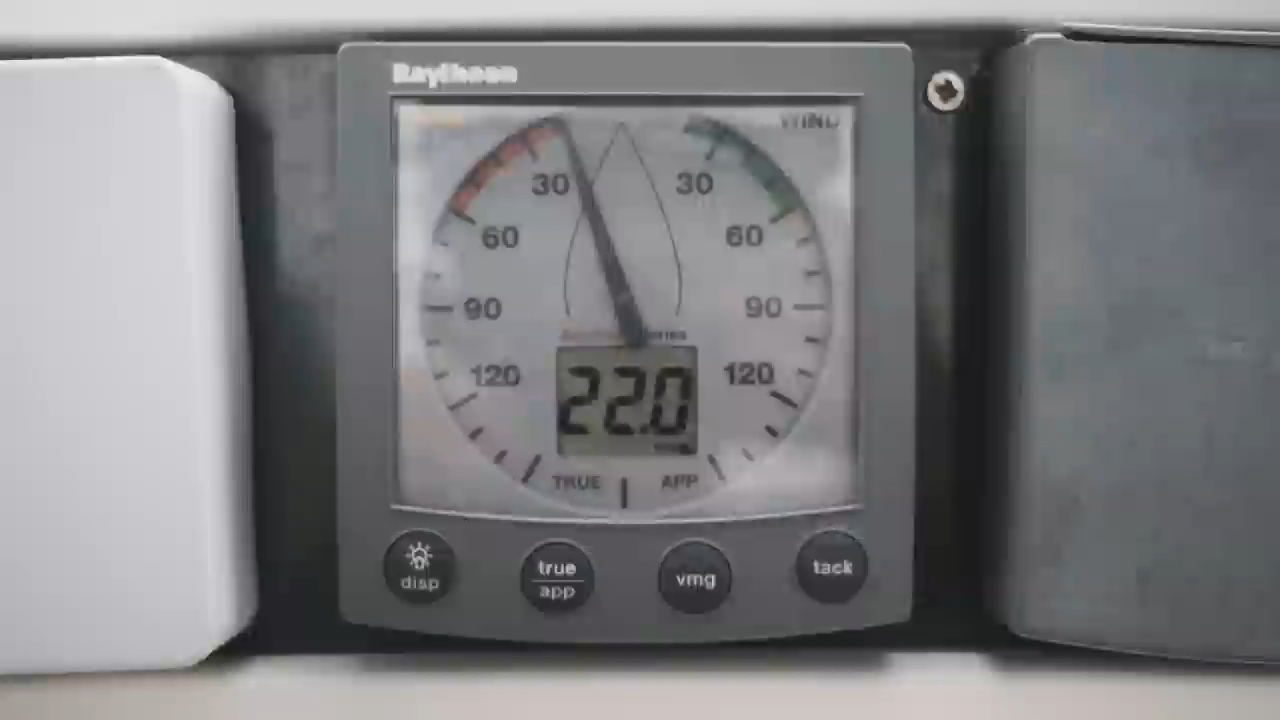 Raytheon
WIND
30 30
60 60
90 90
120 120
22.0
TRUE APP
disp
true
app
vmg
tack